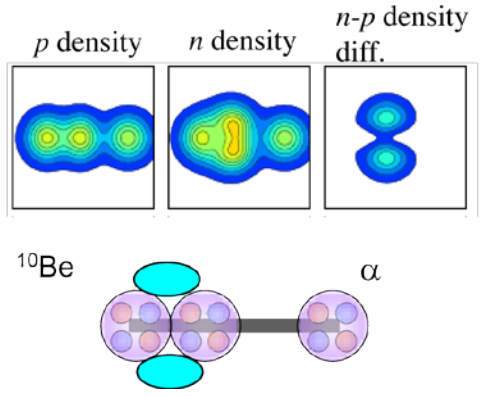 p density
n density
n-p density
diff.
¹⁰Be
α